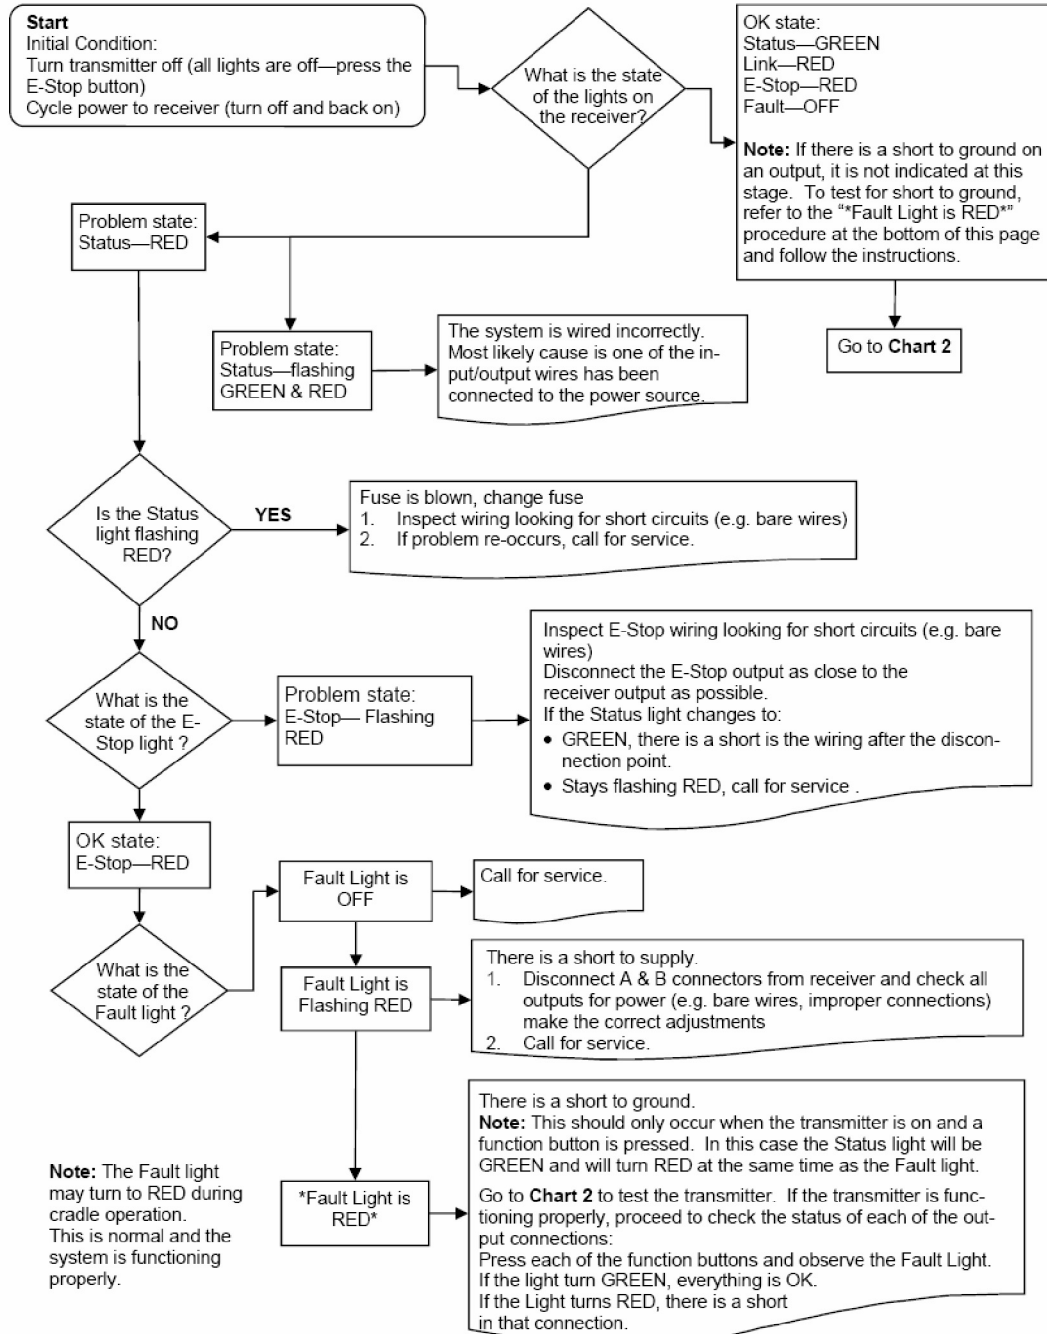 Start
Initial Condition:
Turn transmitter off (all lights are off—press the
E-Stop button)
Cycle power to receiver (turn off and back on)
What is the state
of the lights on
the receiver?
OK state:
Status—GREEN
Link—RED
E-Stop—RED
Fault—OFF
Note: If there is a short to ground on
an output, it is not indicated at this
stage. To test for short to ground,
refer to the “*Fault Light is RED*”
procedure at the bottom of this page
and follow the instructions.
Go to Chart 2
Problem state:
Status—RED
Problem state:
Status—flashing
GREEN & RED
The system is wired incorrectly.
Most likely cause is one of the in-
put/output wires has been
connected to the power source.
Is the Status
light flashing
RED?
YES
Fuse is blown, change fuse
1. Inspect wiring looking for short circuits (e.g. bare wires)
2. If problem re-occurs, call for service.
NO
What is the
state of the E-
Stop light ?
Problem state:
E-Stop— Flashing
RED
Inspect E-Stop wiring looking for short circuits (e.g. bare
wires)
Disconnect the E-Stop output as close to the
receiver output as possible.
If the Status light changes to:
• GREEN, there is a short is the wiring after the discon-
nection point.
• Stays flashing RED, call for service .
OK state:
E-Stop—RED
What is the
state of the
Fault light ?
Fault Light is
OFF
Call for service.
Fault Light is
Flashing RED
There is a short to supply.
1. Disconnect A & B connectors from receiver and check all
outputs for power (e.g. bare wires, improper connections)
make the correct adjustments
2. Call for service.
*Fault Light is
RED*
There is a short to ground.
Note: This should only occur when the transmitter is on and a
function button is pressed. In this case the Status light will be
GREEN and will turn RED at the same time as the Fault light.
Go to Chart 2 to test the transmitter. If the transmitter is func-
tioning properly, proceed to check the status of each of the out-
put connections:
Press each of the function buttons and observe the Fault Light.
If the light turn GREEN, everything is OK.
If the Light turns RED, there is a short
in that connection.
Note: The Fault light
may turn to RED during
cradle operation.
This is normal and the
system is functioning
properly.